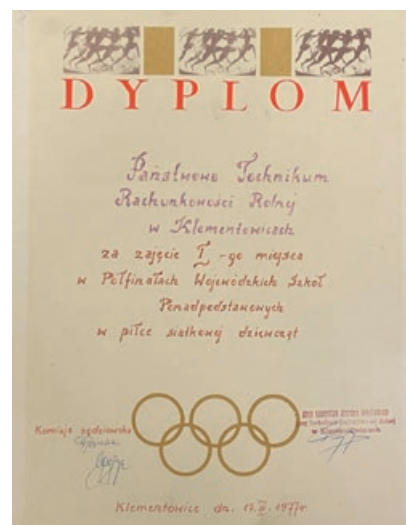 DYPLOM
Państwowe Technikum
Rachunkowości Rolnej
w Klementowicach
za zajęcie I-go miejsca
w Półfinałach Wojewódzkich Szkół
Ponadpodstawowych
w piłce siatkowej dziewcząt
Komisja sędziowska
w Klementowicach
Klementowice dn. 17. 1977r.